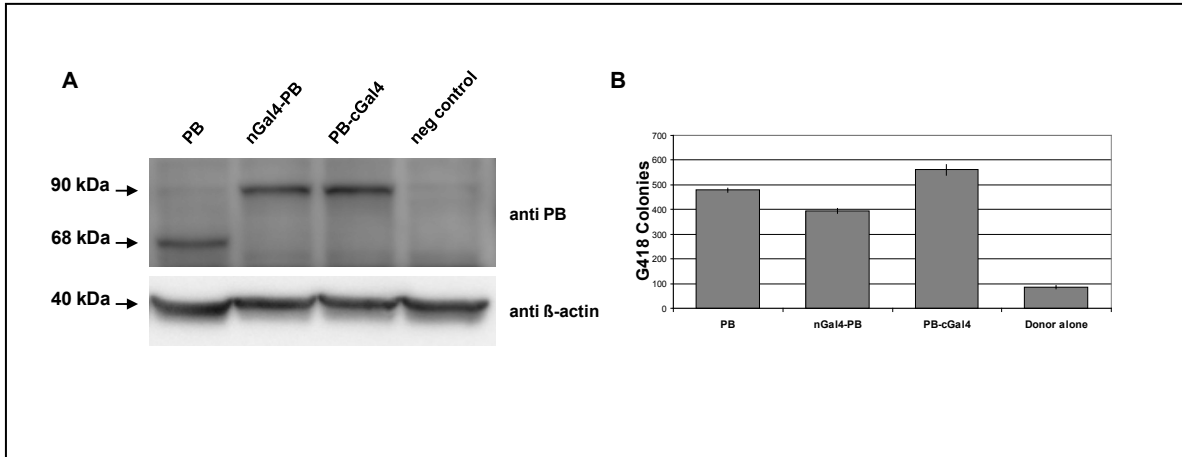 A
PB
nGal4-PB
PB-cGal4
neg control
90 kDa
68 kDa
anti PB
40 kDa
anti ß-actin
B
G418 Colonies
700
600
500
400
300
200
100
0
PB
nGal4-PB
PB-cGal4
Donor alone